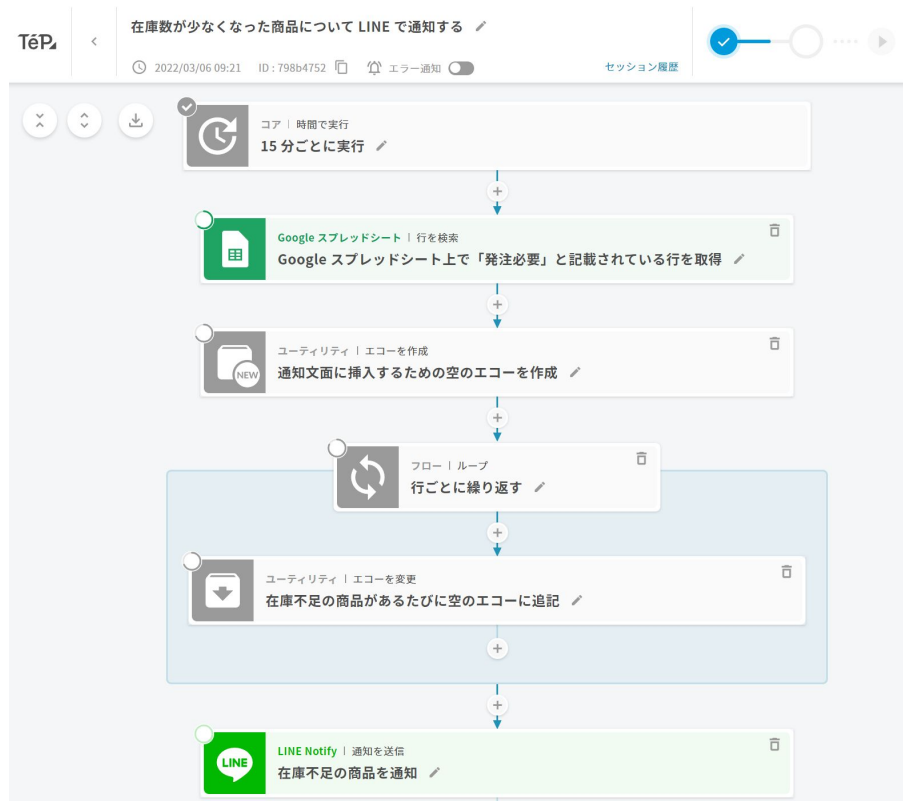 TéP
在庫数が少なくなった商品について LINE で通知する
2022/03/06 09:21 ID : 798b4752 エラー通知
セッション履歴
コア | 時間で実行
15 分ごとに実行
Google スプレッドシート | 行を検索
Google スプレッドシート上で「発注必要」と記載されている行を取得
ユーティリティ | エコーを作成
NEW
通知文面に挿入するための空のエコーを作成
フロー | ループ
行ごとに繰り返す
ユーティリティ | エコーを変更
在庫不足の商品があるたびに空のエコーに追記
LINE Notify | 通知を送信
LINE
在庫不足の商品を通知